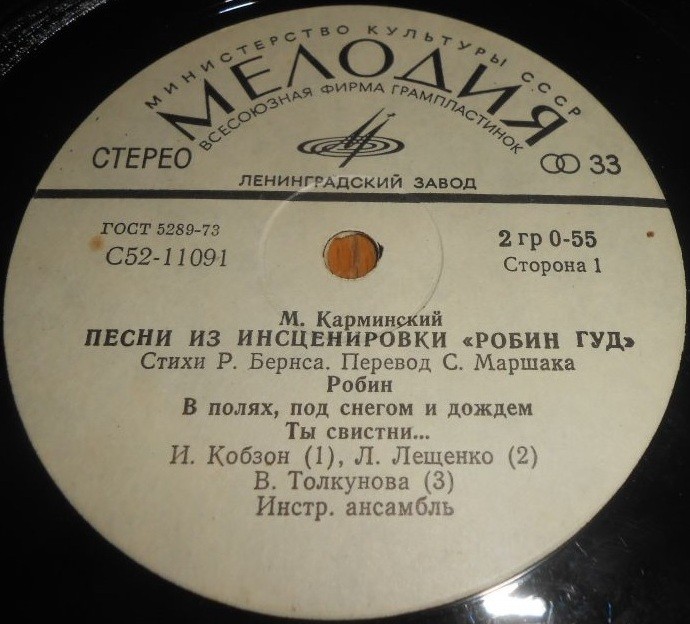 МИНИСТЕРСТВО КУЛЬТУРЫ СССР
МЕЛОДИЯ
ВСЕСОЮЗНАЯ ФИРМА ГРАМПЛАСТИНОК
СТЕРЕО
33
ЛЕНИНГРАДСКИЙ ЗАВОД
ГОСТ 5289-73
2 гр 0-55
С52-11091
Сторона 1
М. Карминский
ПЕСНИ ИЗ ИНСЦЕНИРОВКИ «РОБИН ГУД»
Стихи Р. Бернса. Перевод С. Маршака
Робин
В полях, под снегом и дождем
Ты свистни...
И. Кобзон (1), Л. Лещенко (2)
В. Толкунова (3)
Инстр. ансамбль